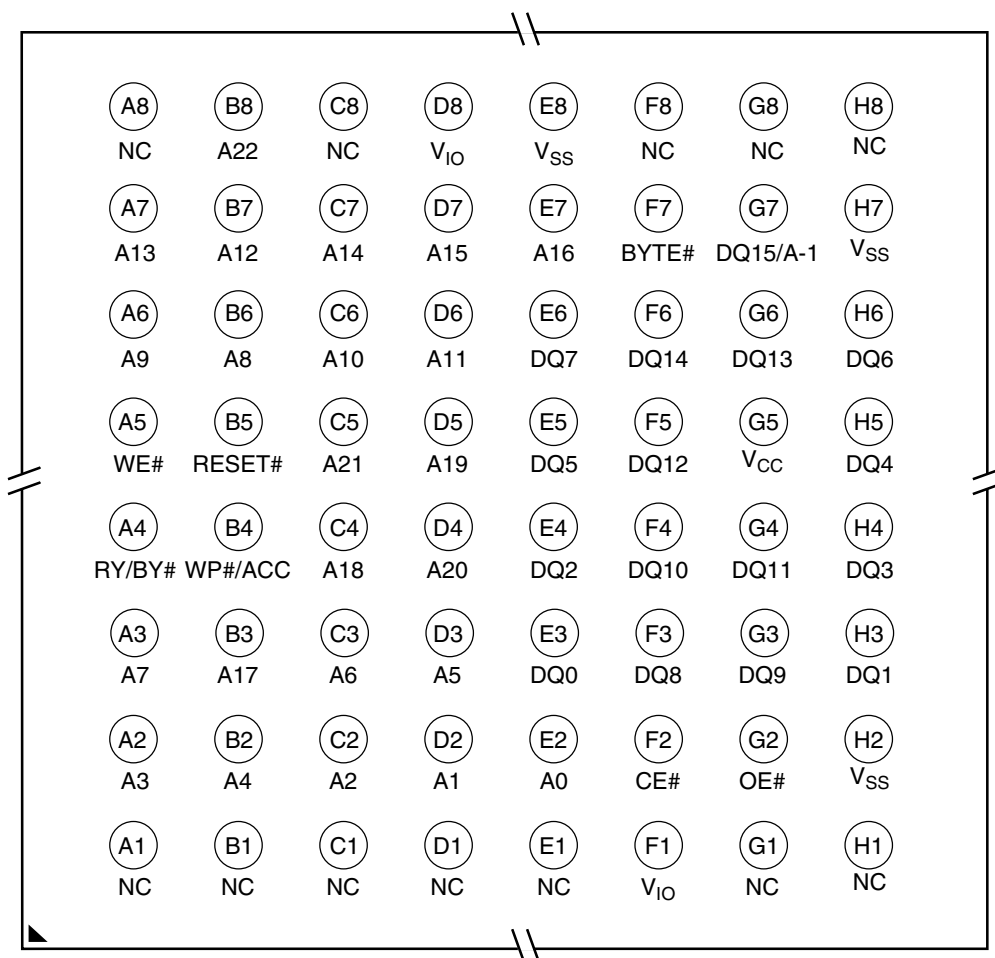 A8 B8 C8 D8 E8 F8 G8 H8
NC A22 NC VIO VSS NC NC NC
A7 B7 C7 D7 E7 F7 G7 H7
A13 A12 A14 A15 A16 BYTE# DQ15/A-1 VSS
A6 B6 C6 D6 E6 F6 G6 H6
A9 A8 A10 A11 DQ7 DQ14 DQ13 DQ6
A5 B5 C5 D5 E5 F5 G5 H5
WE# RESET# A21 A19 DQ5 DQ12 VCC DQ4
A4 B4 C4 D4 E4 F4 G4 H4
RY/BY# WP#/ACC A18 A20 DQ2 DQ10 DQ11 DQ3
A3 B3 C3 D3 E3 F3 G3 H3
A7 A17 A6 A5 DQ0 DQ8 DQ9 DQ1
A2 B2 C2 D2 E2 F2 G2 H2
A3 A4 A2 A1 A0 CE# OE# VSS
A1 B1 C1 D1 E1 F1 G1 H1
NC NC NC NC NC VIO NC NC